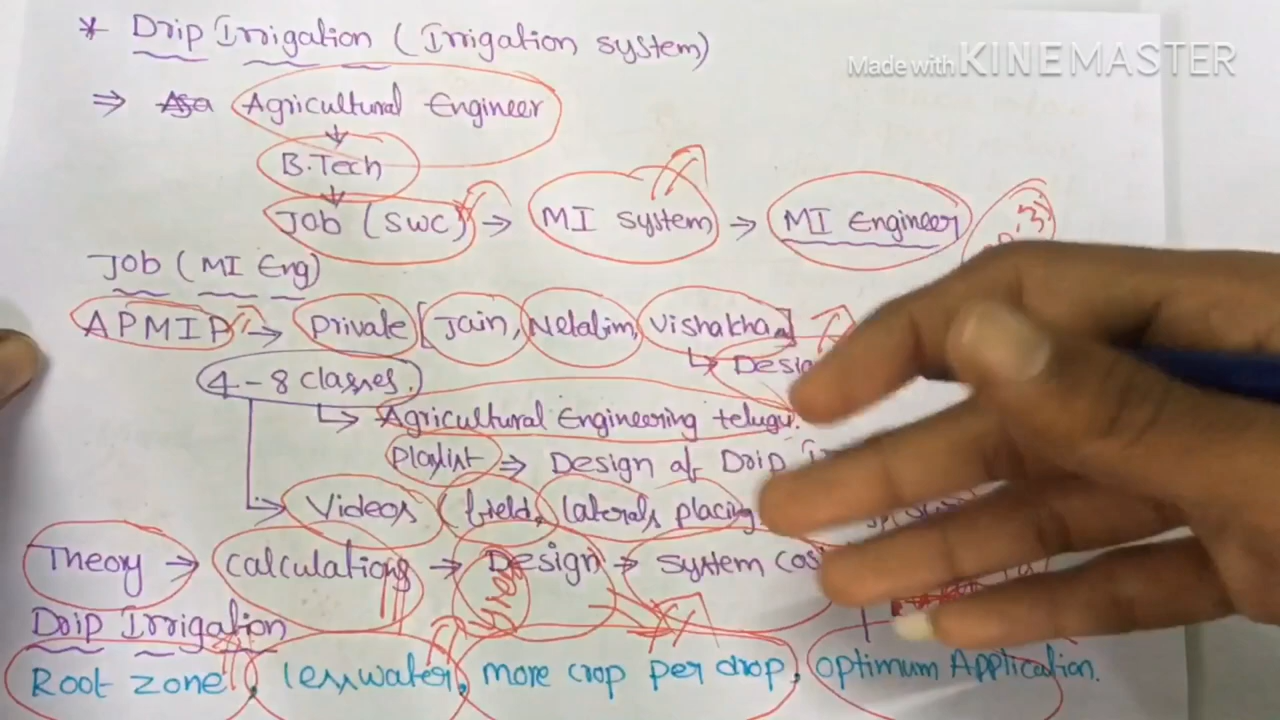 * Drip Irrigation (Irrigation system)
Made with KINEMASTER
⇒ Agricultural Engineer
↓
B.Tech
↓
Job (SWC) → MI System → MI Engineer
Job (MI Eng)
APMIP → Private [Jain, Netafim, Vishakha]
↳ Desig
4-8 classes.
↳ Agricultural Engineering telugu.
Playlist ⇒ Design of Drip
↳ Videos (field, laterals placing
Theory → Calculations → Design → System cos
Drip Irrigation
Root zone, less water, more crop per drop, optimum Application.